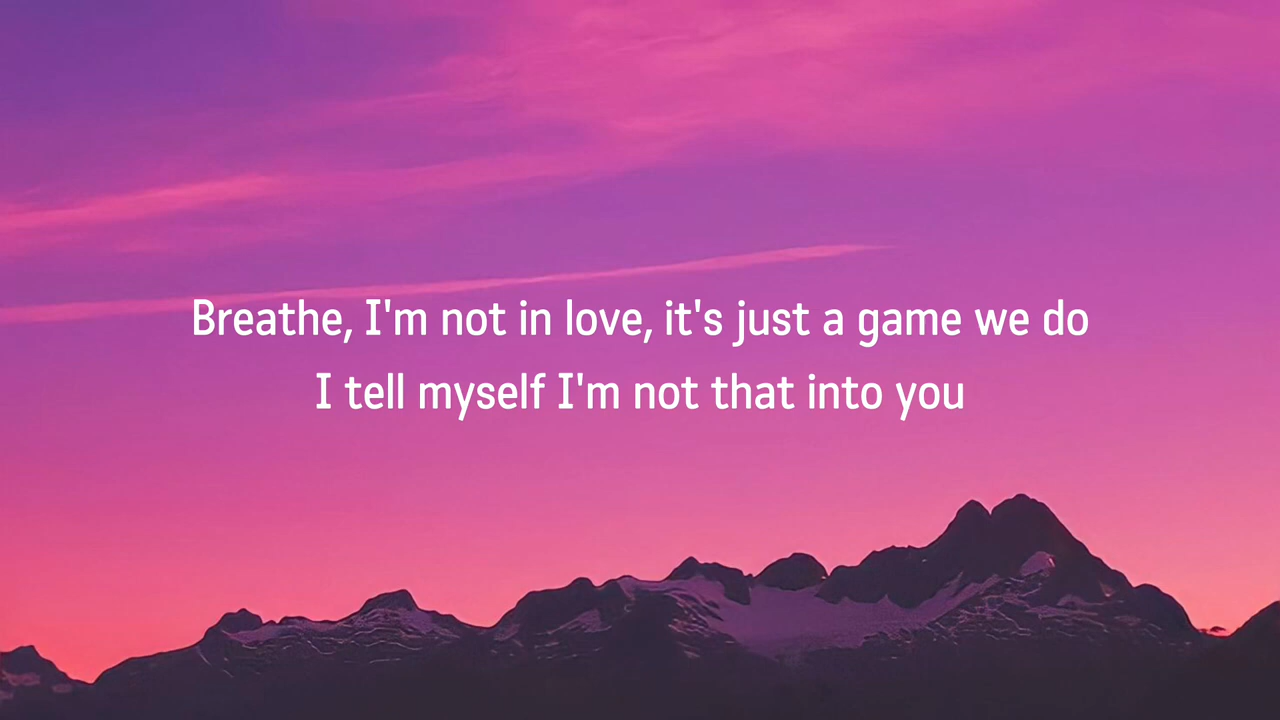 Breathe, I'm not in love, it's just a game we do
I tell myself I'm not that into you